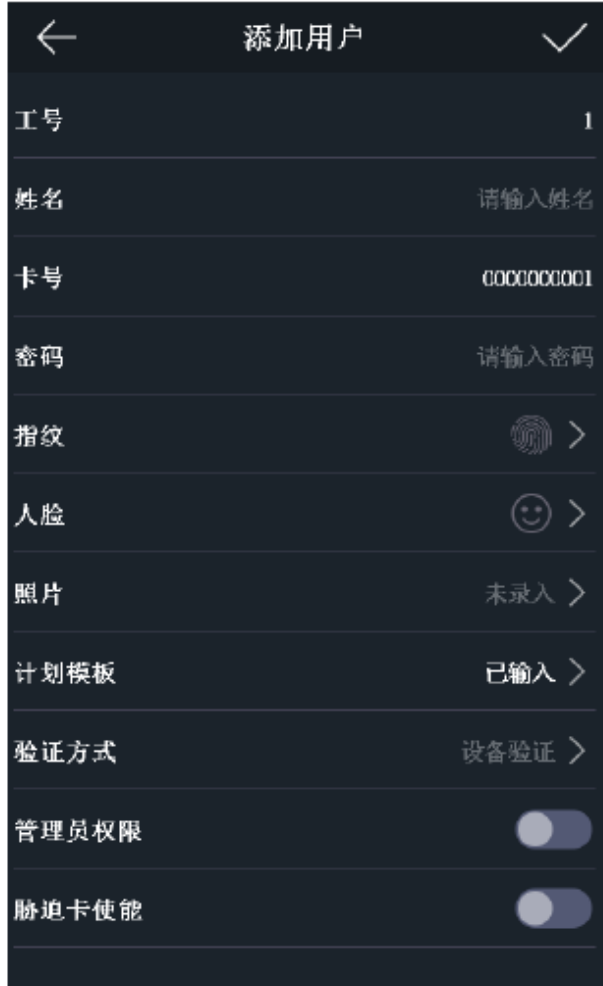 添加用户
工号 1
姓名 请输入姓名
卡号 0000000001
密码 请输入密码
指纹
人脸
照片 未录入
计划模板 已输入
验证方式 设备验证
管理员权限
胁迫卡使能